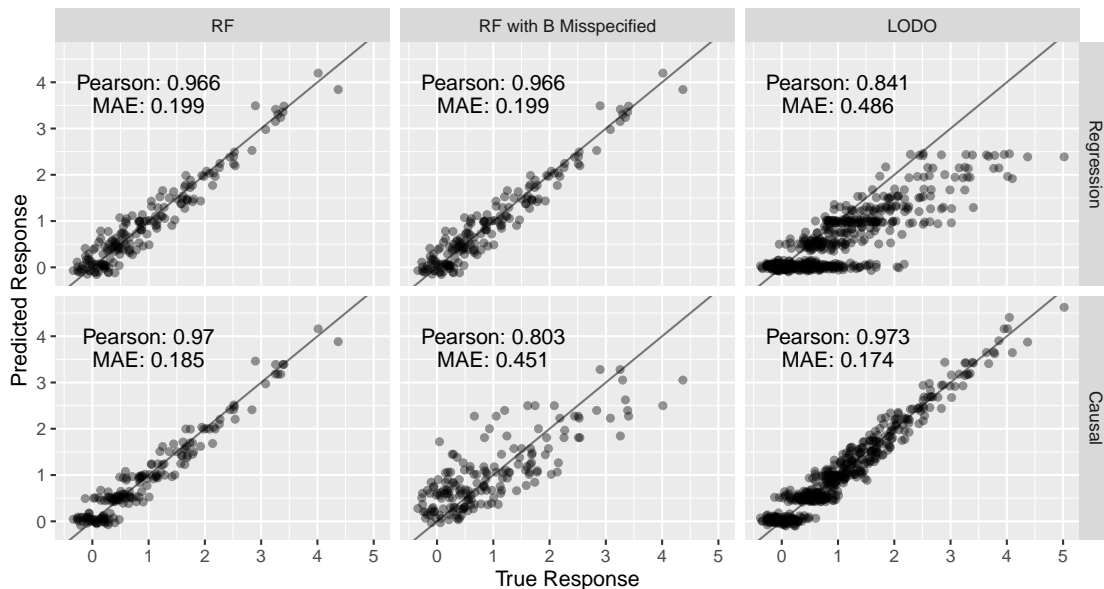 RF
RF with B Misspecified
LODO
Pearson: 0.966
MAE: 0.199
Pearson: 0.966
MAE: 0.199
Pearson: 0.841
MAE: 0.486
Regression
4
3
2
1
0
Pearson: 0.97
MAE: 0.185
Pearson: 0.803
MAE: 0.451
Pearson: 0.973
MAE: 0.174
Causal
4
3
2
1
0
Predicted Response
0 1 2 3 4 5
0 1 2 3 4 5
0 1 2 3 4 5
True Response